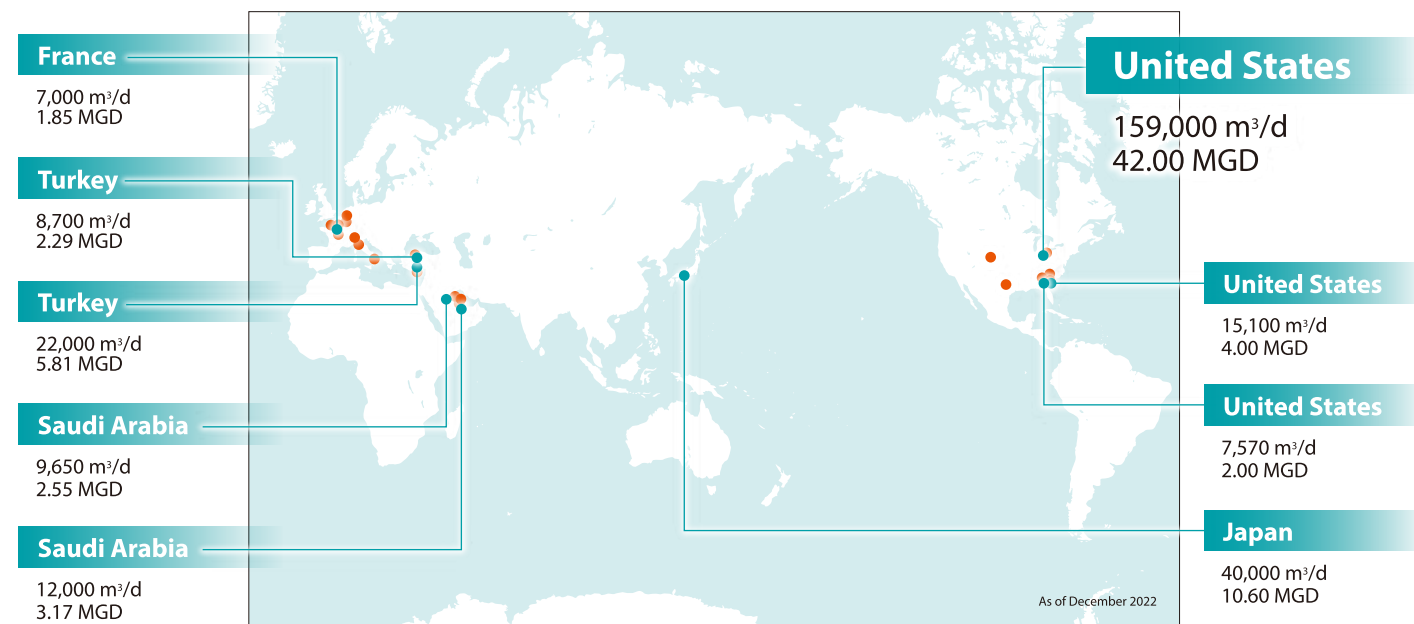 France
7,000 m³/d
1.85 MGD
Turkey
8,700 m³/d
2.29 MGD
Turkey
22,000 m³/d
5.81 MGD
Saudi Arabia
9,650 m³/d
2.55 MGD
Saudi Arabia
12,000 m³/d
3.17 MGD
United States
159,000 m³/d
42.00 MGD
United States
15,100 m³/d
4.00 MGD
United States
7,570 m³/d
2.00 MGD
Japan
40,000 m³/d
10.60 MGD
As of December 2022